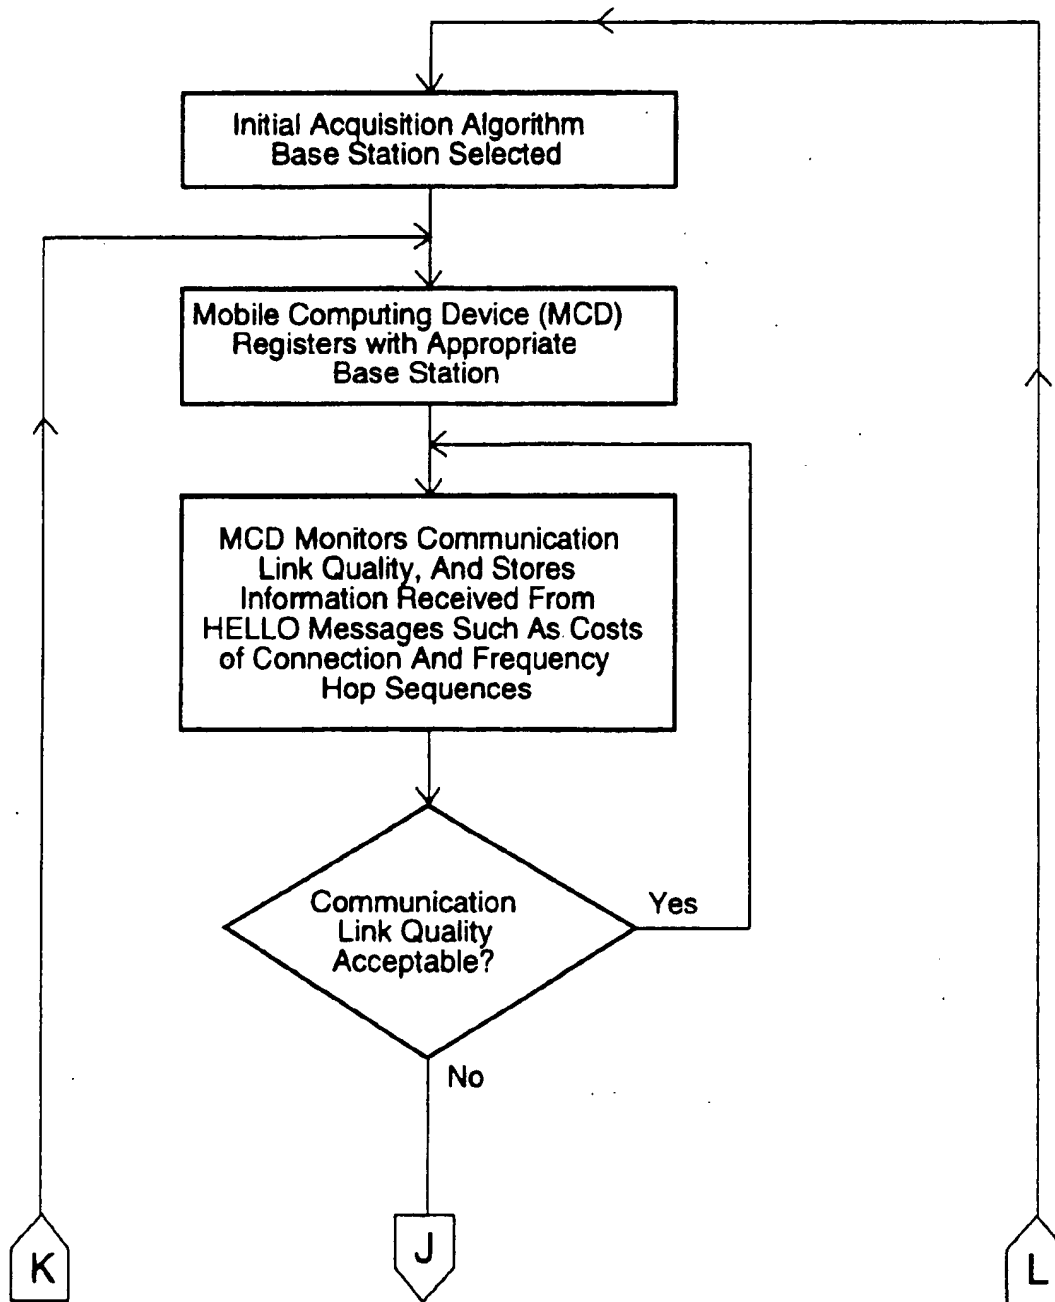 Initial Acquisition Algorithm
Base Station Selected
Mobile Computing Device (MCD)
Registers with Appropriate
Base Station
MCD Monitors Communication
Link Quality, And Stores
Information Received From
HELLO Messages Such As Costs
of Connection And Frequency
Hop Sequences
Communication
Link Quality
Acceptable?
Yes
No
K
J
L